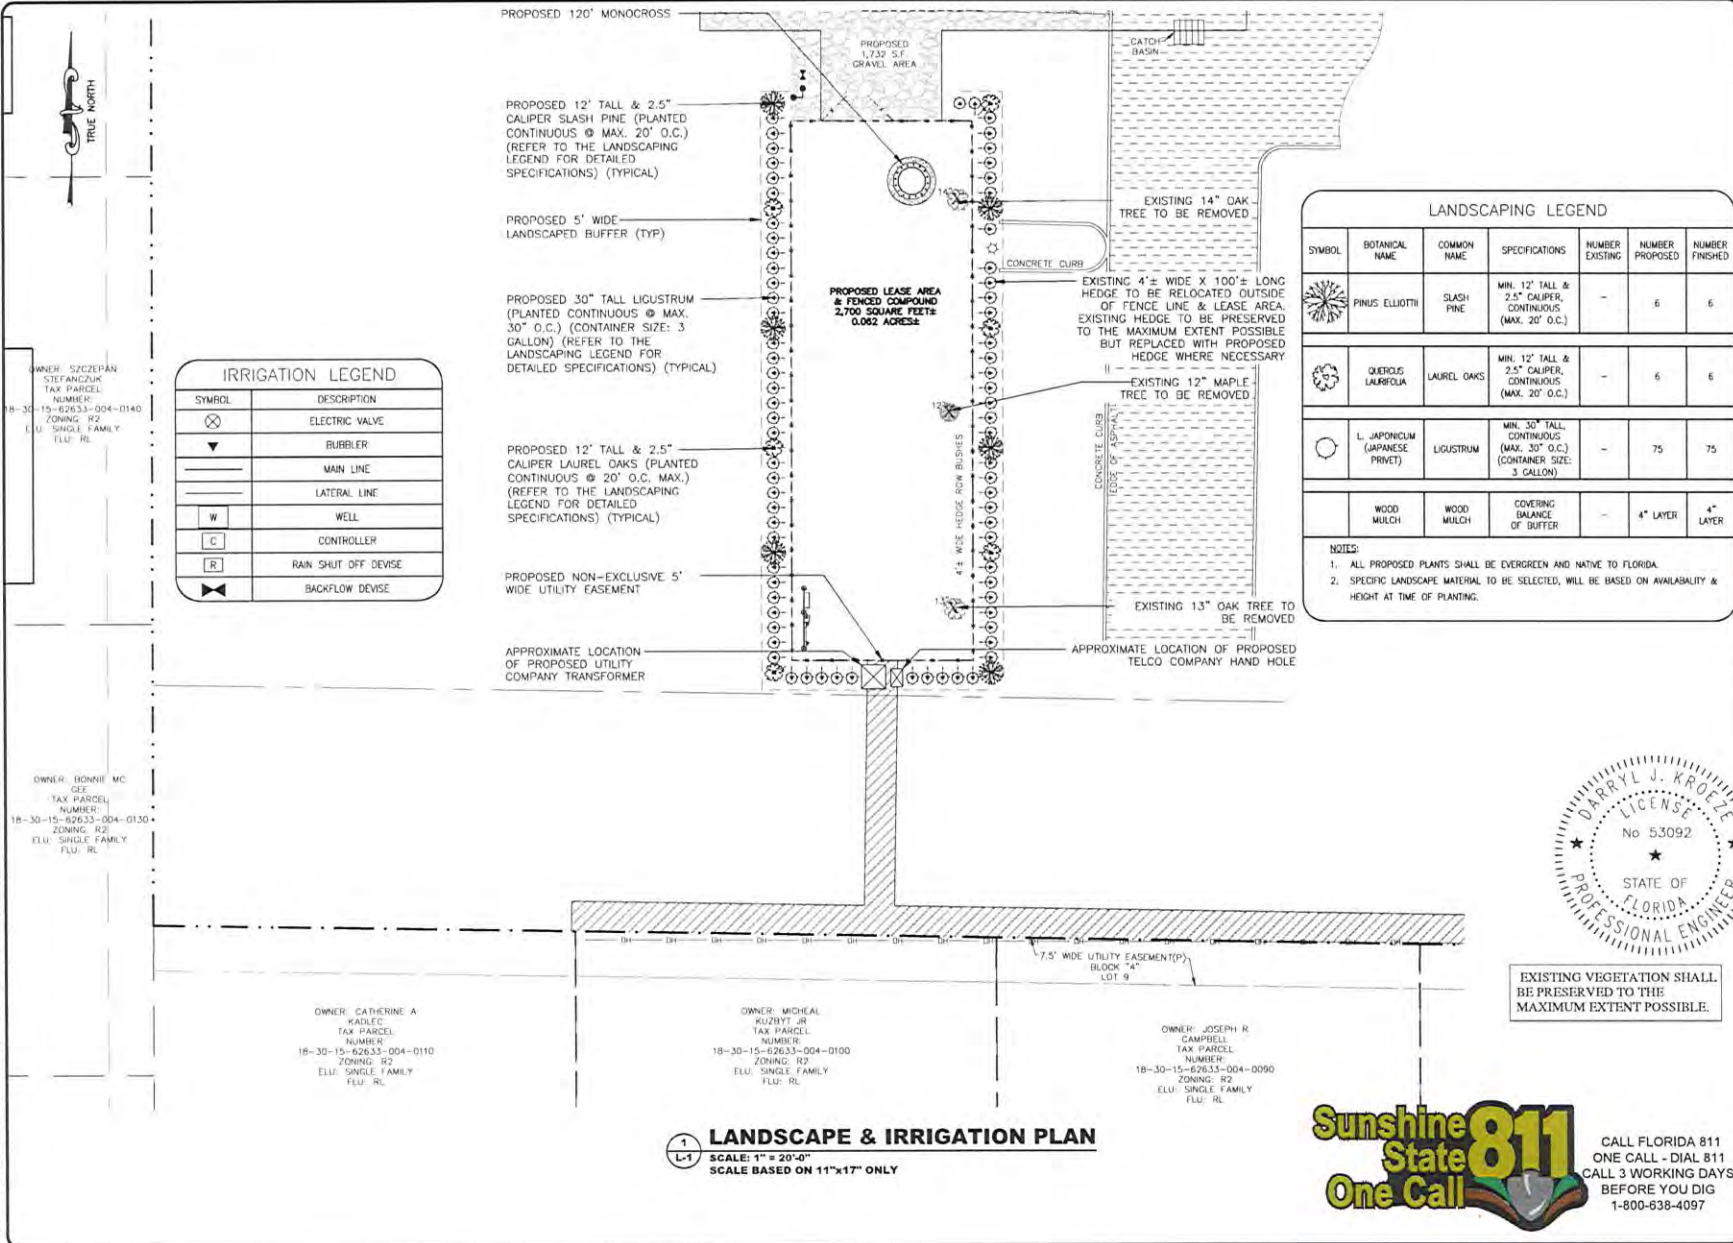 TRUE NORTH
PROPOSED 120' MONOCROSS
PROPOSED
1,732 S.F.
GRAVEL AREA
CATCH
BASIN
PROPOSED 12' TALL & 2.5"
CALIPER SLASH PINE (PLANTED
CONTINUOUS @ MAX. 20' O.C.)
(REFER TO THE LANDSCAPING
LEGEND FOR DETAILED
SPECIFICATIONS) (TYPICAL)
PROPOSED 5' WIDE
LANDSCAPED BUFFER (TYP)
PROPOSED 30" TALL LIGUSTRUM
(PLANTED CONTINUOUS @ MAX.
30" O.C.) (CONTAINER SIZE: 3
GALLON) (REFER TO THE
LANDSCAPING LEGEND FOR
DETAILED SPECIFICATIONS) (TYPICAL)
PROPOSED 12' TALL & 2.5"
CALIPER LAUREL OAKS (PLANTED
CONTINUOUS @ 20' O.C. MAX.)
(REFER TO THE LANDSCAPING
LEGEND FOR DETAILED
SPECIFICATIONS) (TYPICAL)
PROPOSED NON-EXCLUSIVE 5'
WIDE UTILITY EASEMENT
APPROXIMATE LOCATION
OF PROPOSED UTILITY
COMPANY TRANSFORMER
PROPOSED LEASE AREA
& FENCED COMPOUND
2,700 SQUARE FEET±
0.062 ACRES±
14"
12"
13"
4'± WIDE HEDGE ROW BUSHES
EXISTING 14" OAK
TREE TO BE REMOVED
CONCRETE CURB
EXISTING 4'± WIDE X 100'± LONG
HEDGE TO BE RELOCATED OUTSIDE
OF FENCE LINE & LEASE AREA.
EXISTING HEDGE TO BE PRESERVED
TO THE MAXIMUM EXTENT POSSIBLE
BUT REPLACED WITH PROPOSED
HEDGE WHERE NECESSARY
EXISTING 12" MAPLE
TREE TO BE REMOVED
CONCRETE CURB
EDGE OF ASPHALT
EXISTING 13" OAK TREE TO
BE REMOVED
APPROXIMATE LOCATION OF PROPOSED
TELCO COMPANY HAND HOLE
IRRIGATION LEGEND
SYMBOL DESCRIPTION
ELECTRIC VALVE
BUBBLER
MAIN LINE
LATERAL LINE
W WELL
C CONTROLLER
R RAIN SHUT OFF DEVISE
BACKFLOW DEVISE
LANDSCAPING LEGEND
SYMBOL BOTANICAL NAME COMMON NAME SPECIFICATIONS NUMBER EXISTING NUMBER PROPOSED NUMBER FINISHED
PINUS ELLIOTTII SLASH PINE MIN. 12' TALL & 2.5" CALIPER, CONTINUOUS (MAX. 20' O.C.) - 6 6
QUERCUS LAURIFOLIA LAUREL OAKS MIN. 12' TALL & 2.5" CALIPER, CONTINUOUS (MAX. 20' O.C.) - 6 6
L. JAPONICUM (JAPANESE PRIVET) LIGUSTRUM MIN. 30" TALL, CONTINUOUS (MAX. 30" O.C.) (CONTAINER SIZE: 3 GALLON) - 75 75
WOOD MULCH WOOD MULCH COVERING BALANCE OF BUFFER - 4" LAYER 4" LAYER
NOTES:
1. ALL PROPOSED PLANTS SHALL BE EVERGREEN AND NATIVE TO FLORIDA.
2. SPECIFIC LANDSCAPE MATERIAL TO BE SELECTED, WILL BE BASED ON AVAILABALITY &
HEIGHT AT TIME OF PLANTING.
OWNER: SZCZEPAN
STEFANCZUK
TAX PARCEL
NUMBER:
18-30-15-62633-004-0140
ZONING: R2
ELU: SINGLE FAMILY
FLU: RL
OWNER: BONNIE MC
GEE
TAX PARCEL
NUMBER:
18-30-15-62633-004-0130
ZONING: R2
ELU: SINGLE FAMILY
FLU: RL
OWNER: CATHERINE A
KADLEC
TAX PARCEL
NUMBER:
18-30-15-62633-004-0110
ZONING: R2
ELU: SINGLE FAMILY
FLU: RL
OWNER: MICHEAL
KUZBYT JR
TAX PARCEL
NUMBER:
18-30-15-62633-004-0100
ZONING: R2
ELU: SINGLE FAMILY
FLU: RL
OH OH OH OH OH OH OH OH OH OH OH OH OH OH OH
7.5' WIDE UTILITY EASEMENT(P)
BLOCK "4"
LOT 9
OWNER: JOSEPH R
CAMPBELL
TAX PARCEL
NUMBER:
18-30-15-62633-004-0090
ZONING: R2
ELU: SINGLE FAMILY
FLU: RL
DARRYL J. KROEZE
LICENSE
No 53092
STATE OF
FLORIDA
PROFESSIONAL ENGINEER
EXISTING VEGETATION SHALL
BE PRESERVED TO THE
MAXIMUM EXTENT POSSIBLE.
1
L-1
LANDSCAPE & IRRIGATION PLAN
SCALE: 1" = 20'-0"
SCALE BASED ON 11"x17" ONLY
Sunshine
State
One Call
811
CALL FLORIDA 811
ONE CALL - DIAL 811
CALL 3 WORKING DAYS
BEFORE YOU DIG
1-800-638-4097